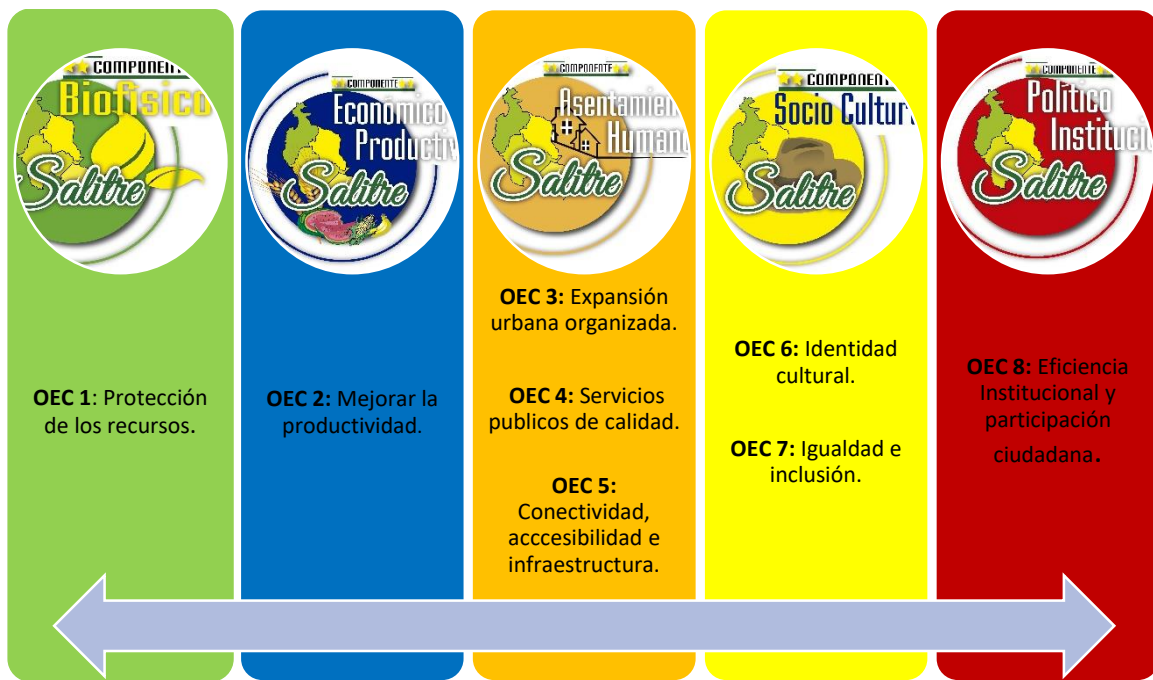 COMPONENTE
Biofisico
Salitre
OEC 1: Protección
de los recursos.
COMPONENTE
Económico
Productiv
Salitre
OEC 2: Mejorar la
productividad.
COMPONENTE
Asentamien
Humano
Salitre
OEC 3: Expansión
urbana organizada.
OEC 4: Servicios
publicos de calidad.
OEC 5:
Conectividad,
acccesibilidad e
infraestructura.
COMPONENTE
Socio Cultur
Salitre
OEC 6: Identidad
cultural.
OEC 7: Igualdad e
inclusión.
COMPONENTE
Político
Institucio
Salitre
OEC 8: Eficiencia
Institucional y
participación
ciudadana.